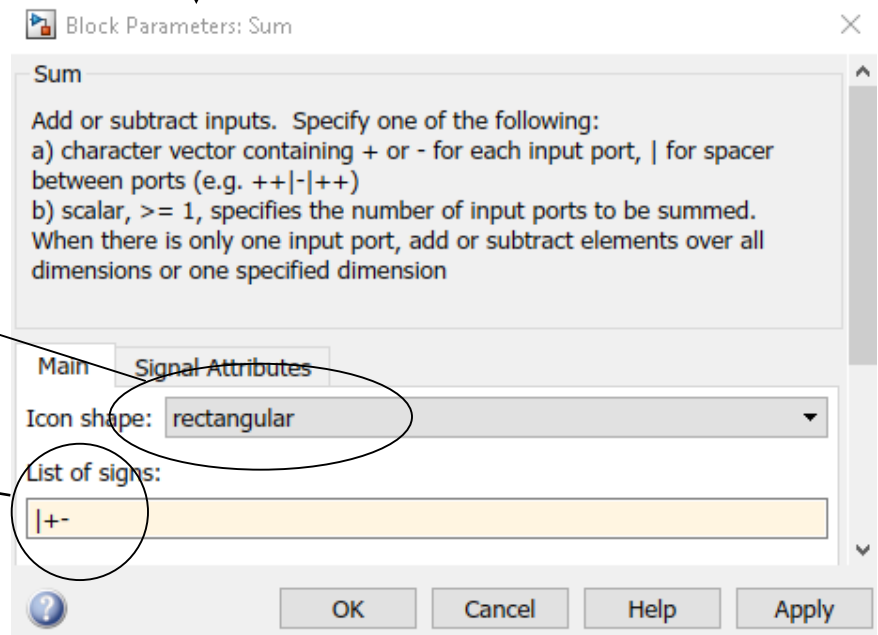 Block Parameters: Sum
Sum
Add or subtract inputs.  Specify one of the following:
a) character vector containing + or - for each input port, | for spacer
between ports (e.g. ++|-|++)
b) scalar, >= 1, specifies the number of input ports to be summed.
When there is only one input port, add or subtract elements over all
dimensions or one specified dimension
Main Signal Attributes
Icon shape: rectangular
List of signs:
|+-
OK Cancel Help Apply